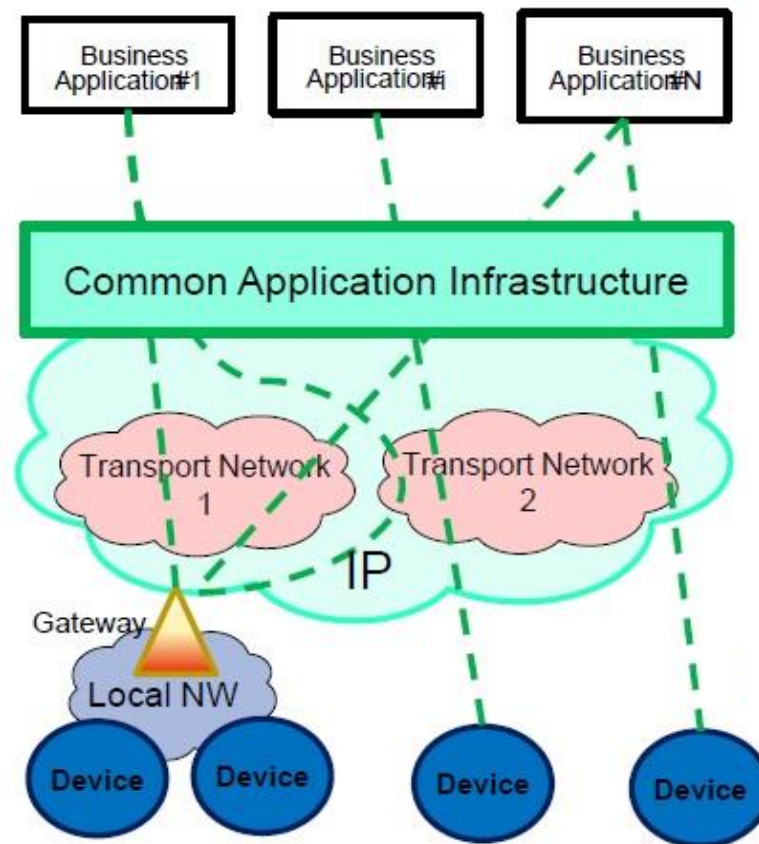 Business
Application#1
Business
Application#i
Business
Application#N
Common Application Infrastructure
Transport Network
1
Transport Network
2
IP
Gateway
Local NW
Device
Device
Device
Device